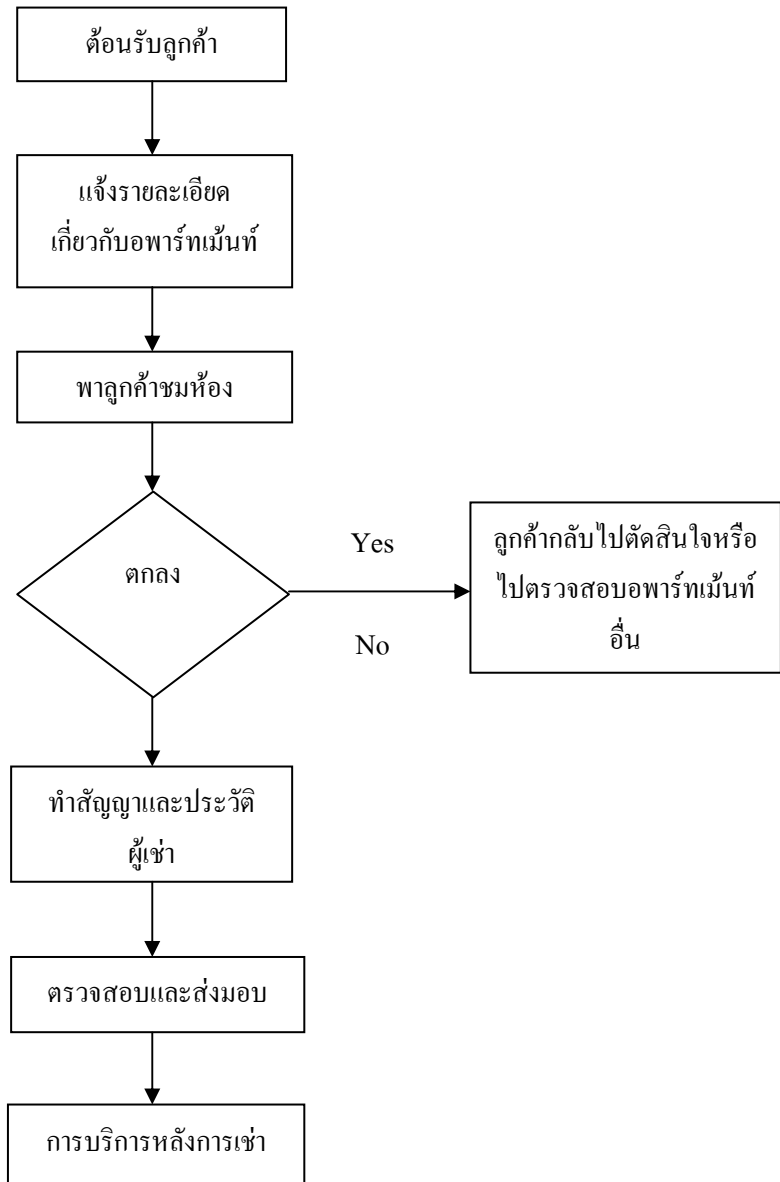 ต้อนรับลูกค้า
แจ้งรายละเอียด
เกี่ยวกับอพาร์ทเม้นท์
พาลูกค้าชมห้อง
ตกลง
Yes
No
ลูกค้ากลับไปตัดสินใจหรือ
ไปตรวจสอบอพาร์ทเม้นท์
อื่น
ทำสัญญาและประวัติ
ผู้เช่า
ตรวจสอบและส่งมอบ
การบริการหลังการเช่า